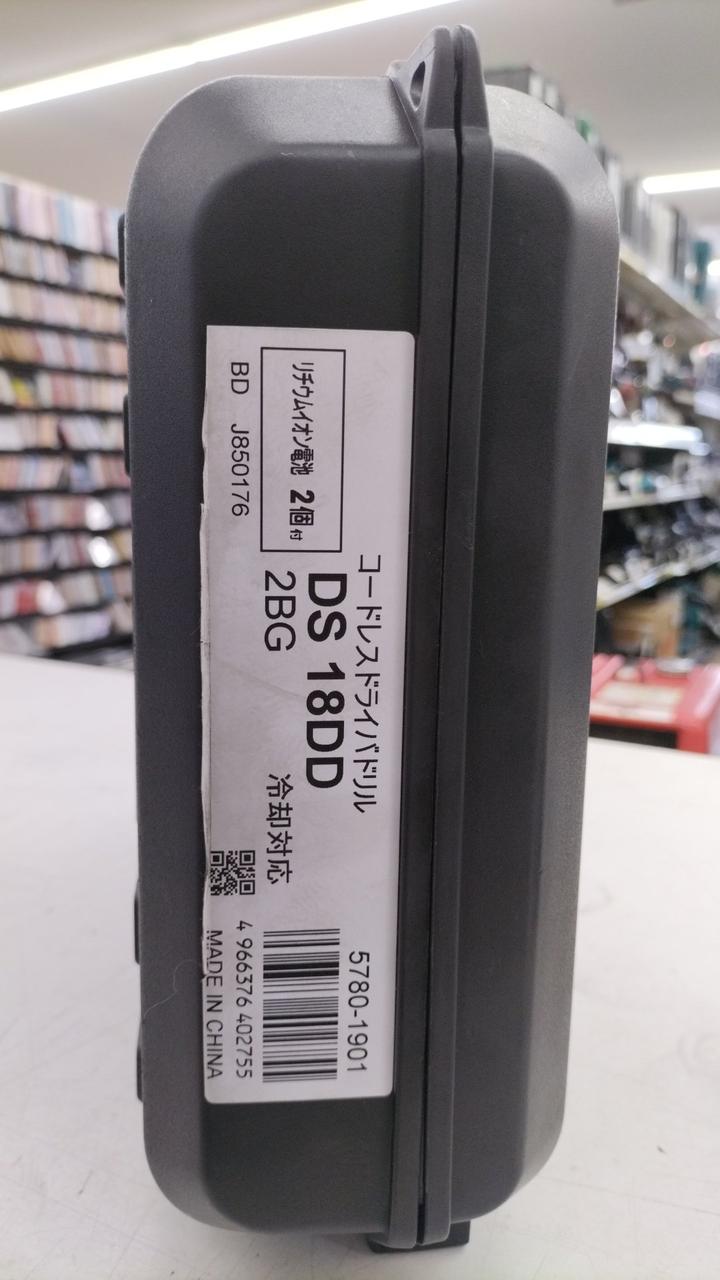 コードレスドライバドリル
DS 18DD
2BG
冷却対応
リチウムイオン電池 2個付
BD J850176
5780-1901
4 966376 402755
MADE IN CHINA